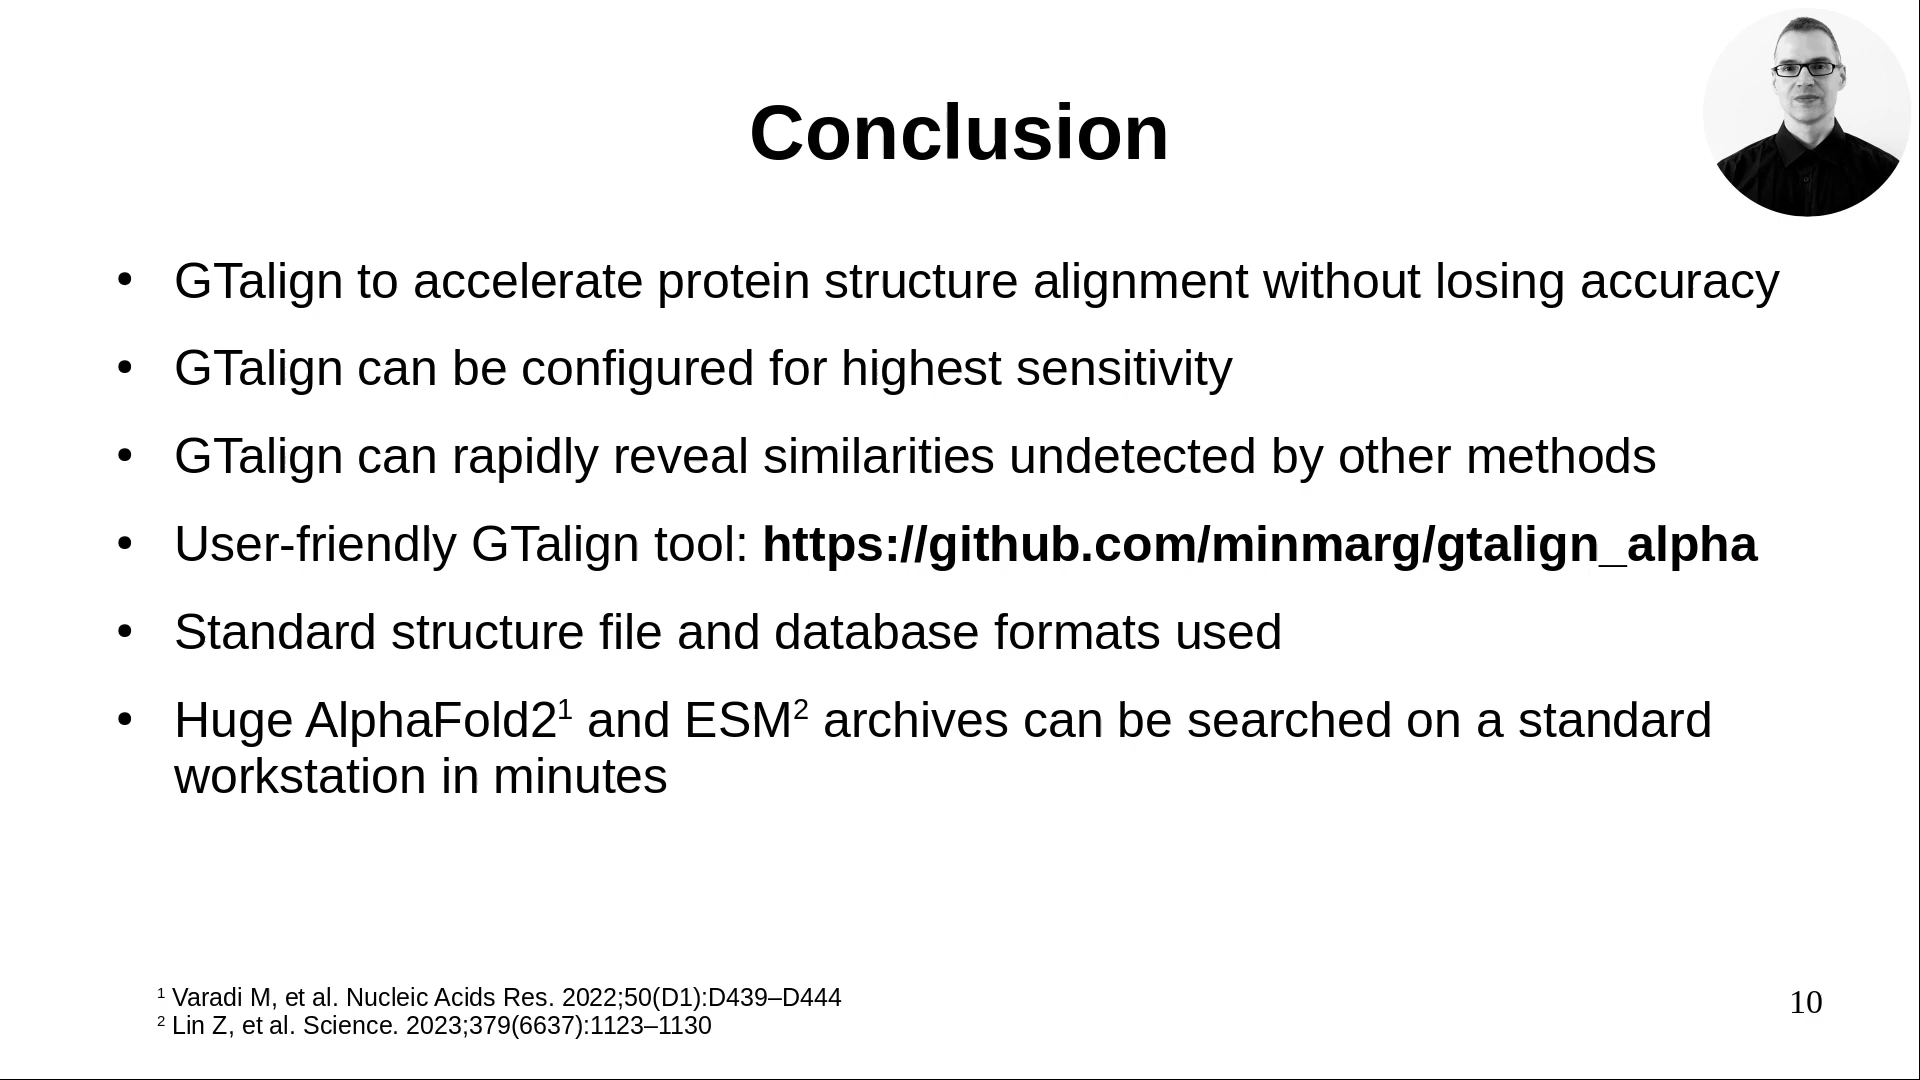 Conclusion
• GTalign to accelerate protein structure alignment without losing accuracy
• GTalign can be configured for highest sensitivity
• GTalign can rapidly reveal similarities undetected by other methods
• User-friendly GTalign tool: https://github.com/minmarg/gtalign_alpha
• Standard structure file and database formats used
• Huge AlphaFold2¹ and ESM² archives can be searched on a standard
workstation in minutes
¹ Varadi M, et al. Nucleic Acids Res. 2022;50(D1):D439–D444
² Lin Z, et al. Science. 2023;379(6637):1123–1130
10